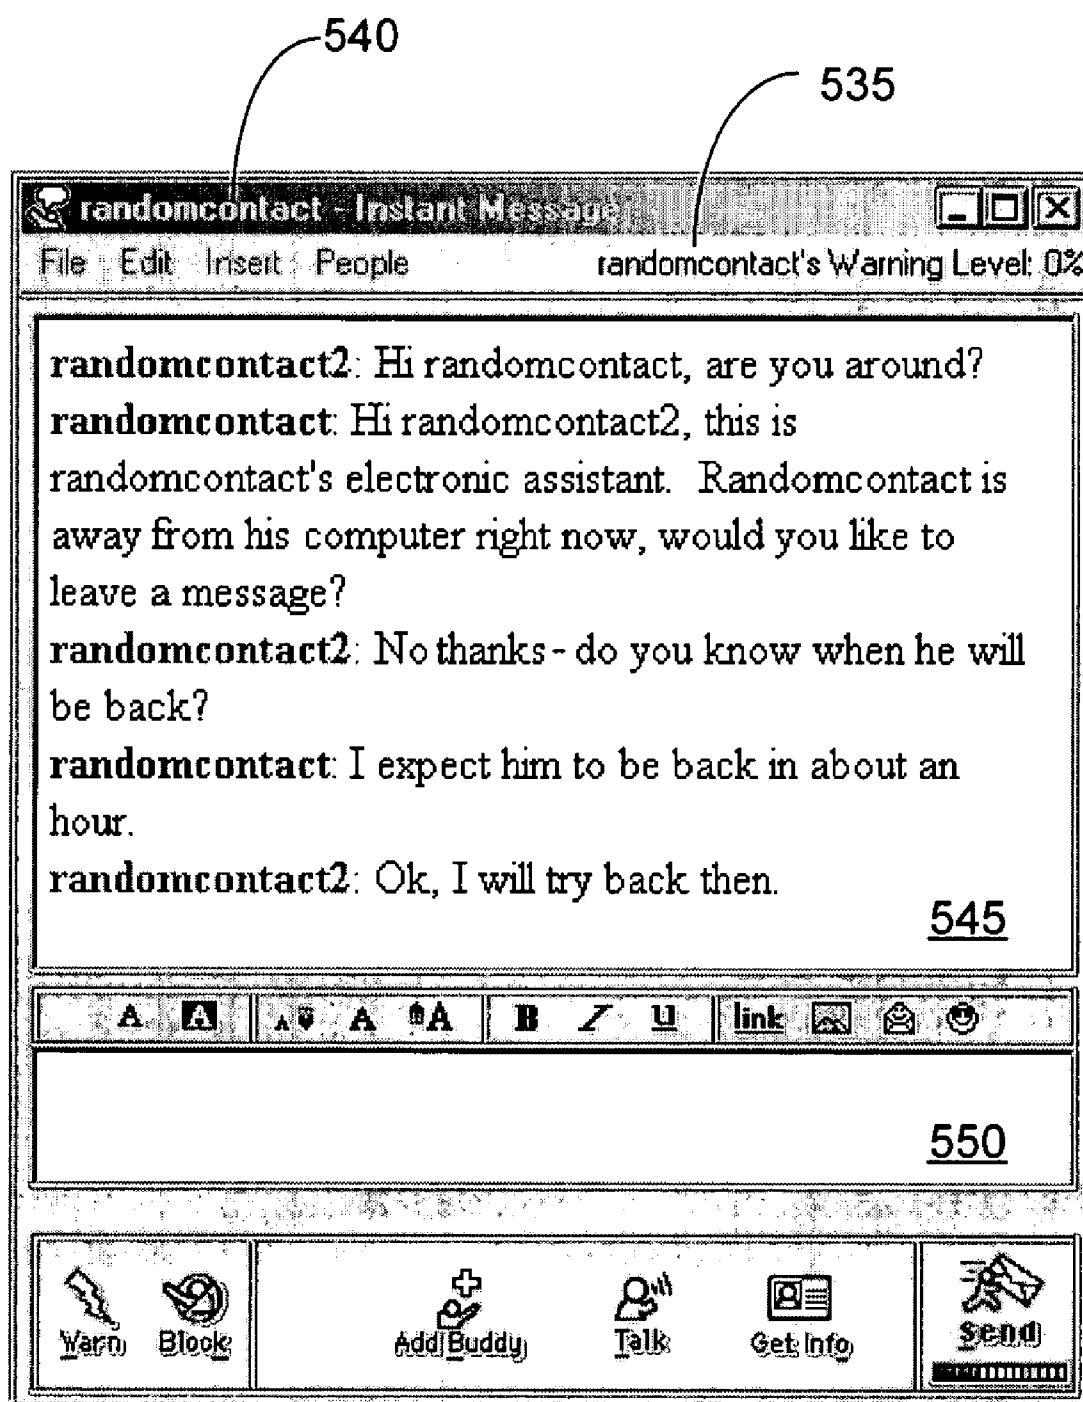 540
535
randomcontact - Instant Message
File Edit Insert People randomcontact's Warning Level: 0%
randomcontact2: Hi randomcontact, are you around?
randomcontact: Hi randomcontact2, this is
randomcontact's electronic assistant. Randomcontact is
away from his computer right now, would you like to
leave a message?
randomcontact2: No thanks - do you know when he will
be back?
randomcontact: I expect him to be back in about an
hour.
randomcontact2: Ok, I will try back then.
545
A A A A A B I U link
550
Warn Block Add Buddy Talk Get Info Send